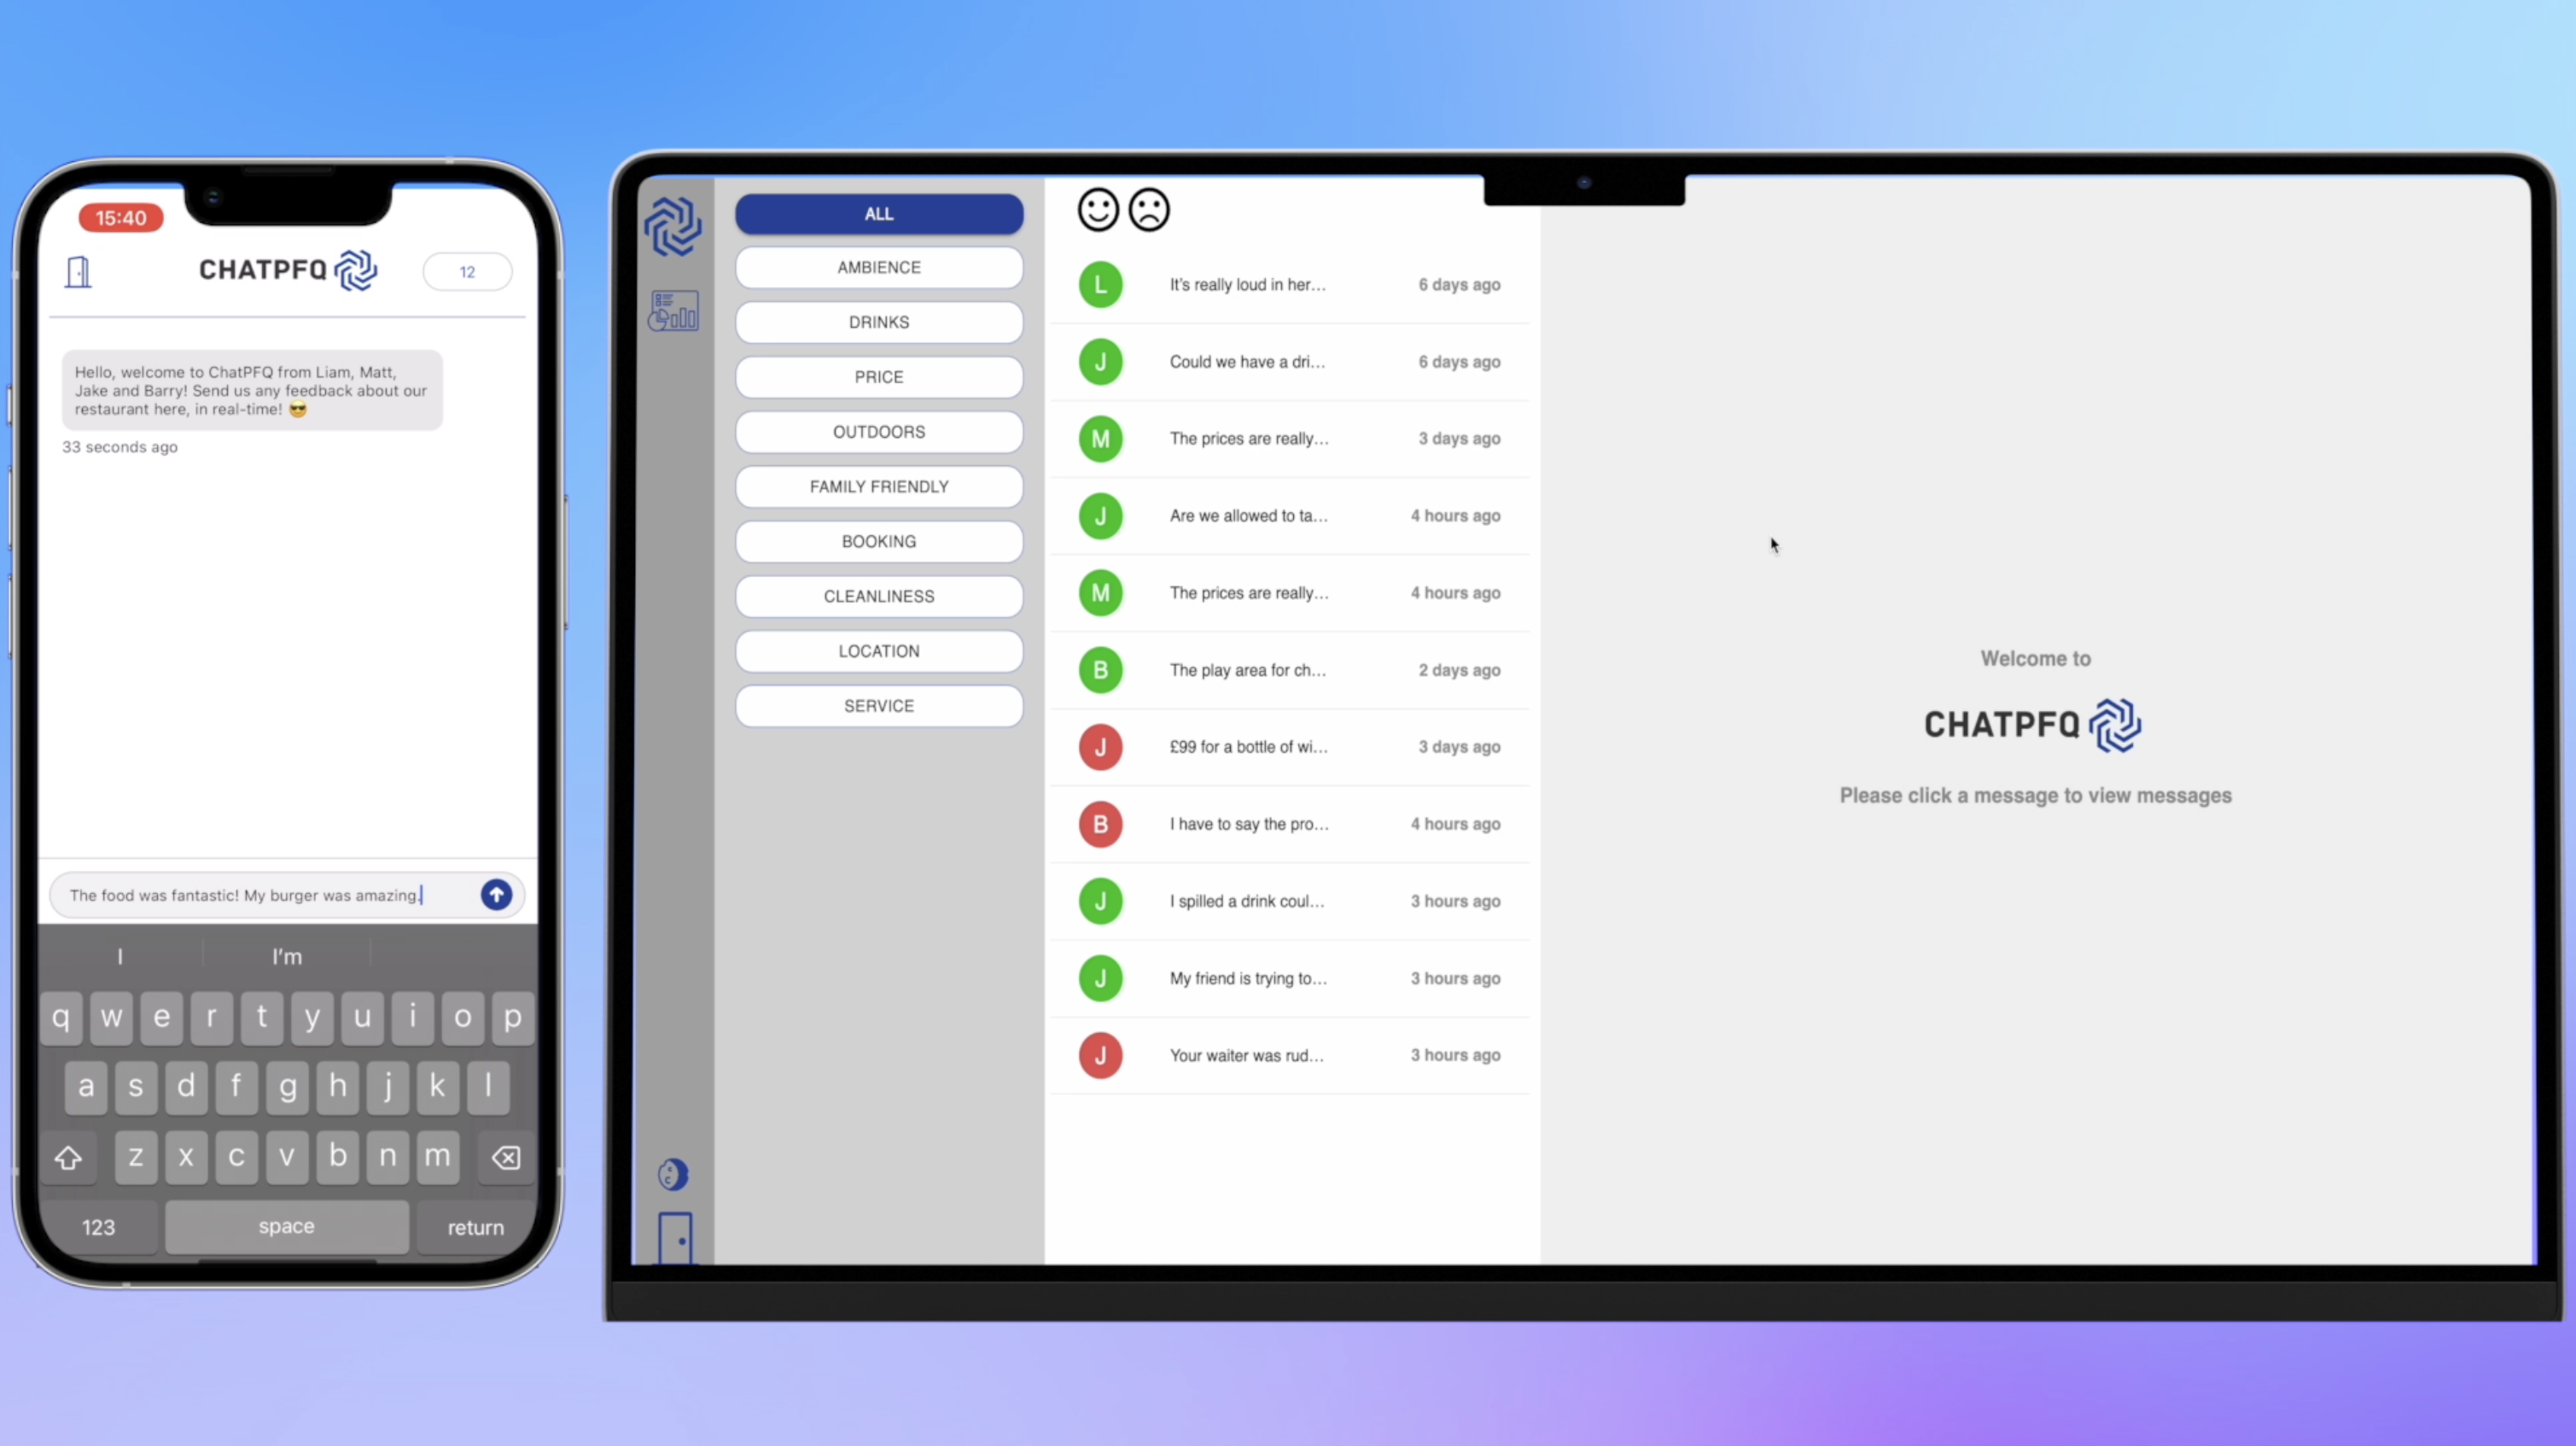 15:40
CHATPFQ
12
Hello, welcome to ChatPFQ from Liam, Matt,
Jake and Barry! Send us any feedback about our
restaurant here, in real-time! 😎
33 seconds ago
The food was fantastic! My burger was amazing.
I
I'm
q w e r t y u i o p
a s d f g h j k l
z x c v b n m
123
space
return
ALL
AMBIENCE
DRINKS
PRICE
OUTDOORS
FAMILY FRIENDLY
BOOKING
CLEANLINESS
LOCATION
SERVICE
L It's really loud in her... 6 days ago
J Could we have a dri... 6 days ago
M The prices are really... 3 days ago
J Are we allowed to ta... 4 hours ago
M The prices are really... 4 hours ago
B The play area for ch... 2 days ago
J £99 for a bottle of wi... 3 days ago
B I have to say the pro... 4 hours ago
J I spilled a drink coul... 3 hours ago
J My friend is trying to... 3 hours ago
J Your waiter was rud... 3 hours ago
Welcome to
CHATPFQ
Please click a message to view messages